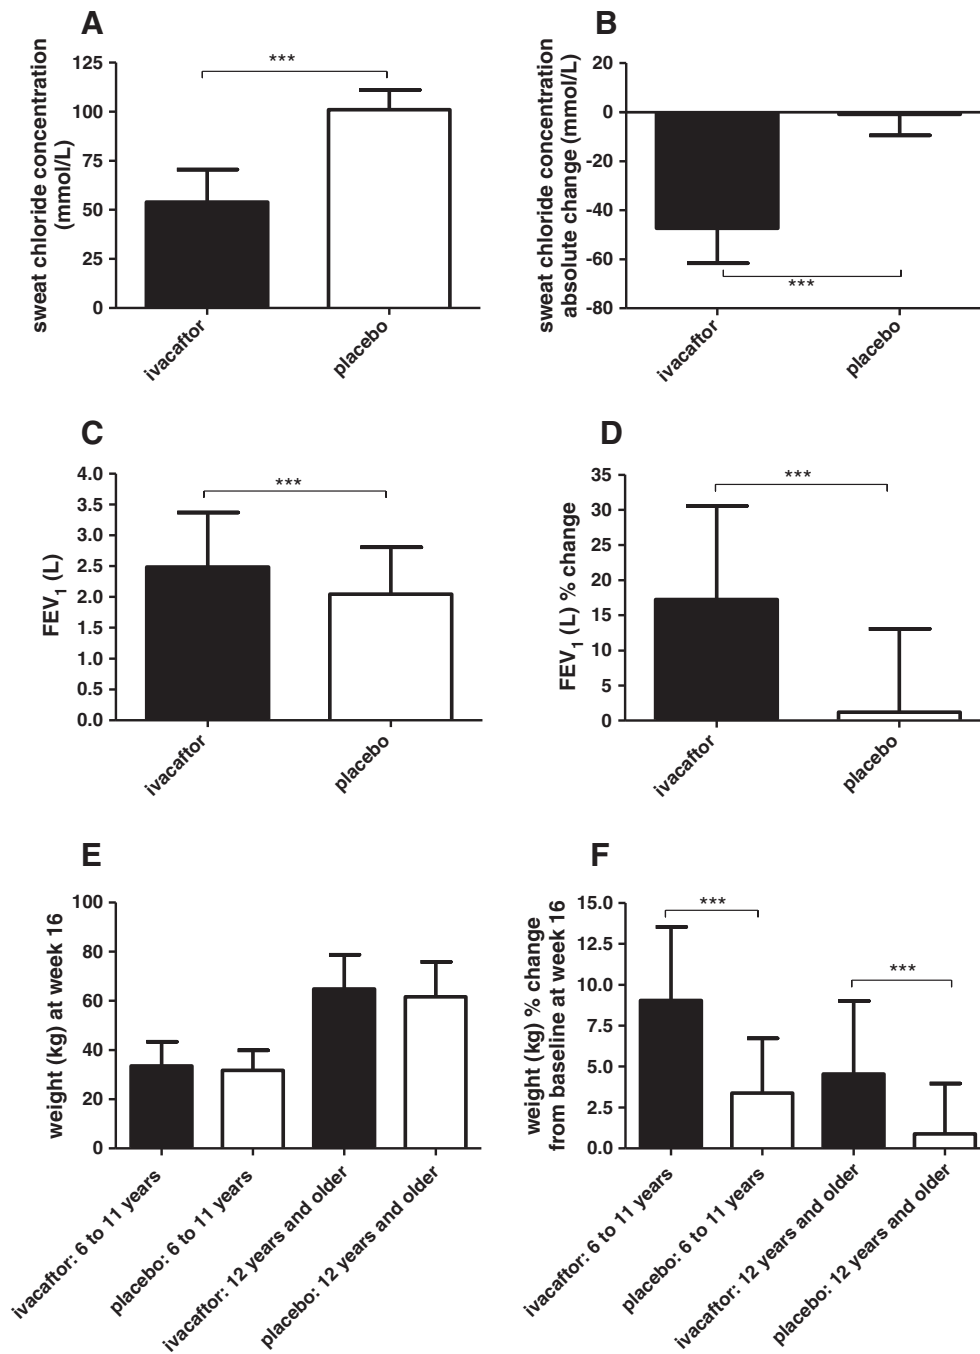 A
sweat chloride concentration
(mmol/L)
125
100
75
50
25
0
***
ivacaftor
placebo
B
sweat chloride concentration
absolute change (mmol/L)
20
0
-20
-40
-60
-80
***
ivacaftor
placebo
C
FEV1 (L)
4.0
3.5
3.0
2.5
2.0
1.5
1.0
0.5
0.0
***
ivacaftor
placebo
D
FEV1 (L) % change
35
30
25
20
15
10
5
0
***
ivacaftor
placebo
E
weight (kg) at week 16
100
80
60
40
20
0
ivacaftor: 6 to 11 years
placebo: 6 to 11 years
ivacaftor: 12 years and older
placebo: 12 years and older
F
weight (kg) % change
from baseline at week 16
15.0
12.5
10.0
7.5
5.0
2.5
0.0
***
***
ivacaftor: 6 to 11 years
placebo: 6 to 11 years
ivacaftor: 12 years and older
placebo: 12 years and older